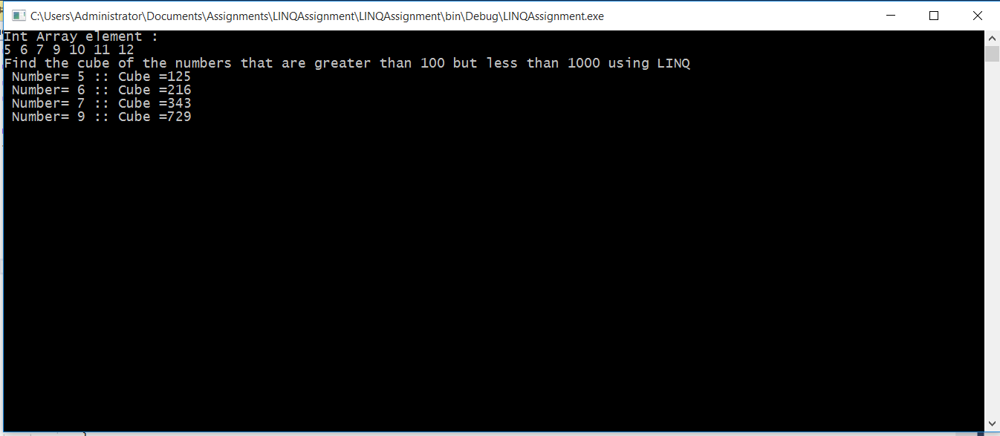 C:\Users\Administrator\Documents\Assignments\LINQAssignment\LINQAssignment\bin\Debug\LINQAssignment.exe
Int Array element :
5 6 7 9 10 11 12
Find the cube of the numbers that are greater than 100 but less than 1000 using LINQ
 Number= 5 :: Cube =125
 Number= 6 :: Cube =216
 Number= 7 :: Cube =343
 Number= 9 :: Cube =729